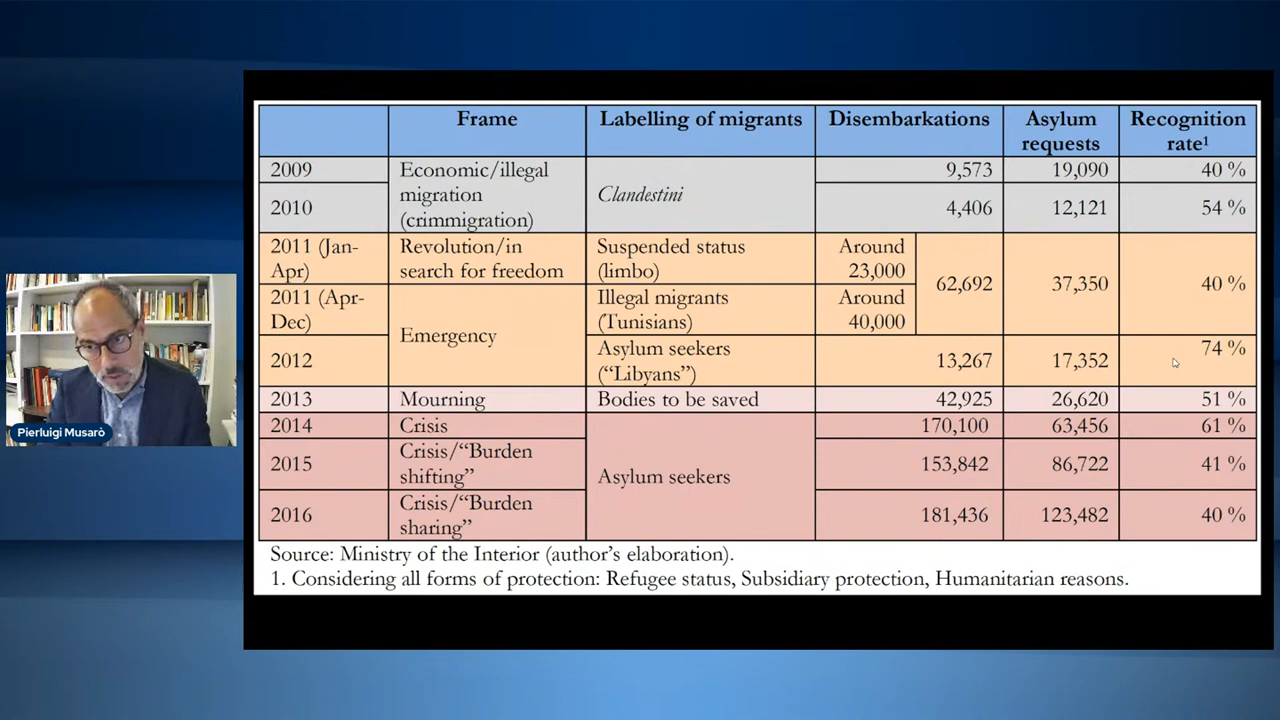 Frame
Labelling of migrants
Disembarkations
Asylum
requests
Recognition
rate¹
2009
Economic/illegal
migration
(crimmigration)
Clandestini
9,573
19,090
40 %
2010
4,406
12,121
54 %
2011 (Jan-
Apr)
Revolution/in
search for freedom
Suspended status
(limbo)
Around
23,000
62,692
37,350
40 %
2011 (Apr-
Dec)
Emergency
Illegal migrants
(Tunisians)
Around
40,000
2012
Asylum seekers
(“Libyans”)
13,267
17,352
74 %
2013
Mourning
Bodies to be saved
42,925
26,620
51 %
2014
Crisis
Asylum seekers
170,100
63,456
61 %
2015
Crisis/“Burden
shifting”
153,842
86,722
41 %
2016
Crisis/“Burden
sharing”
181,436
123,482
40 %
Source: Ministry of the Interior (author’s elaboration).
1. Considering all forms of protection: Refugee status, Subsidiary protection, Humanitarian reasons.
Pierluigi Musarò